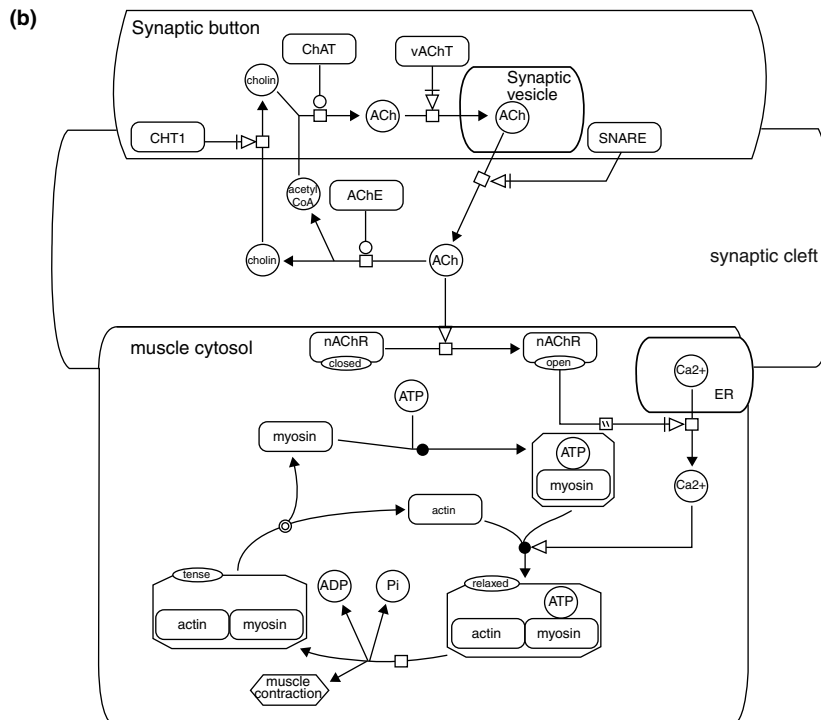 (b)
Synaptic button
ChAT
vAChT
cholin
ACh
Synaptic
vesicle
ACh
CHT1
SNARE
acetyl
CoA
AChE
cholin
ACh
synaptic cleft
muscle cytosol
nAChR
closed
nAChR
open
Ca2+
ER
ATP
myosin
ATP
myosin
Ca2+
actin
tense
actin
myosin
ADP
Pi
relaxed
ATP
actin
myosin
muscle
contraction